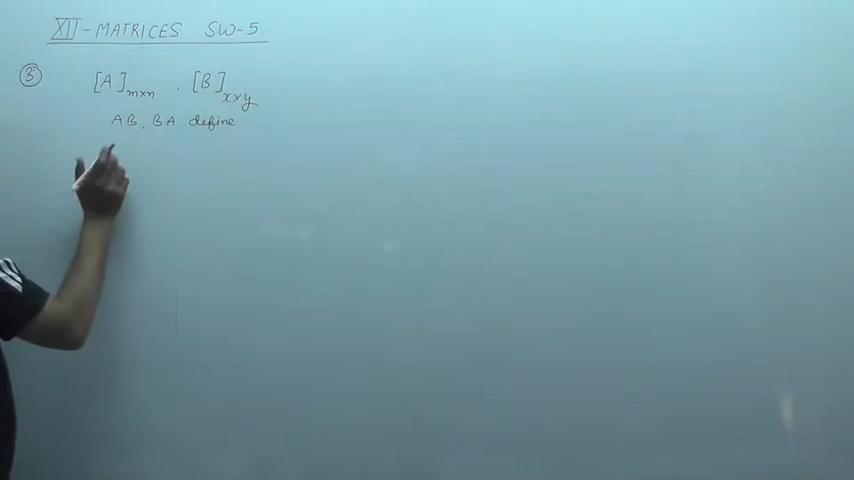 XII - MATRICES SW-5
③ [A]m×n , [B]x×y
AB, BA define